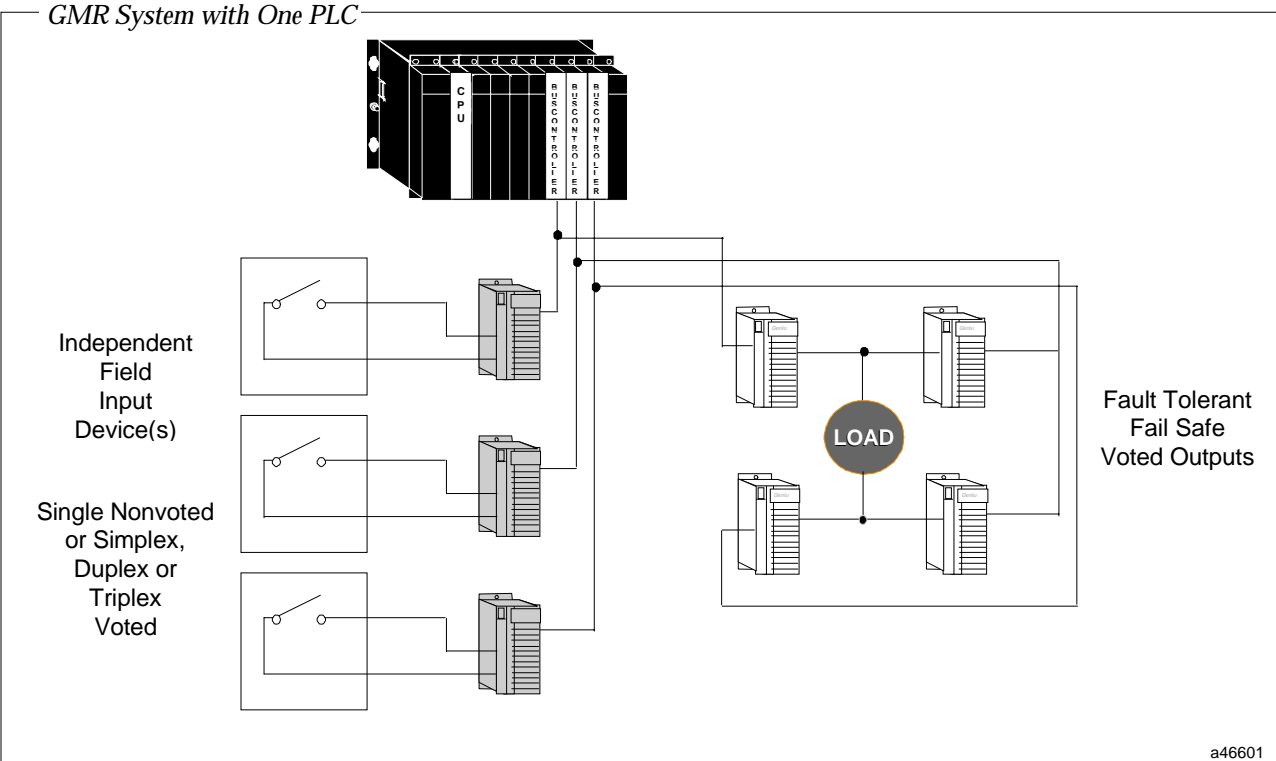 GMR System with One PLC
CPU
BUS CONTROLLER
BUS CONTROLLER
BUS CONTROLLER
Independent
Field
Input
Device(s)
Single Nonvoted
or Simplex,
Duplex or
Triplex
Voted
LOAD
Fault Tolerant
Fail Safe
Voted Outputs
a46601